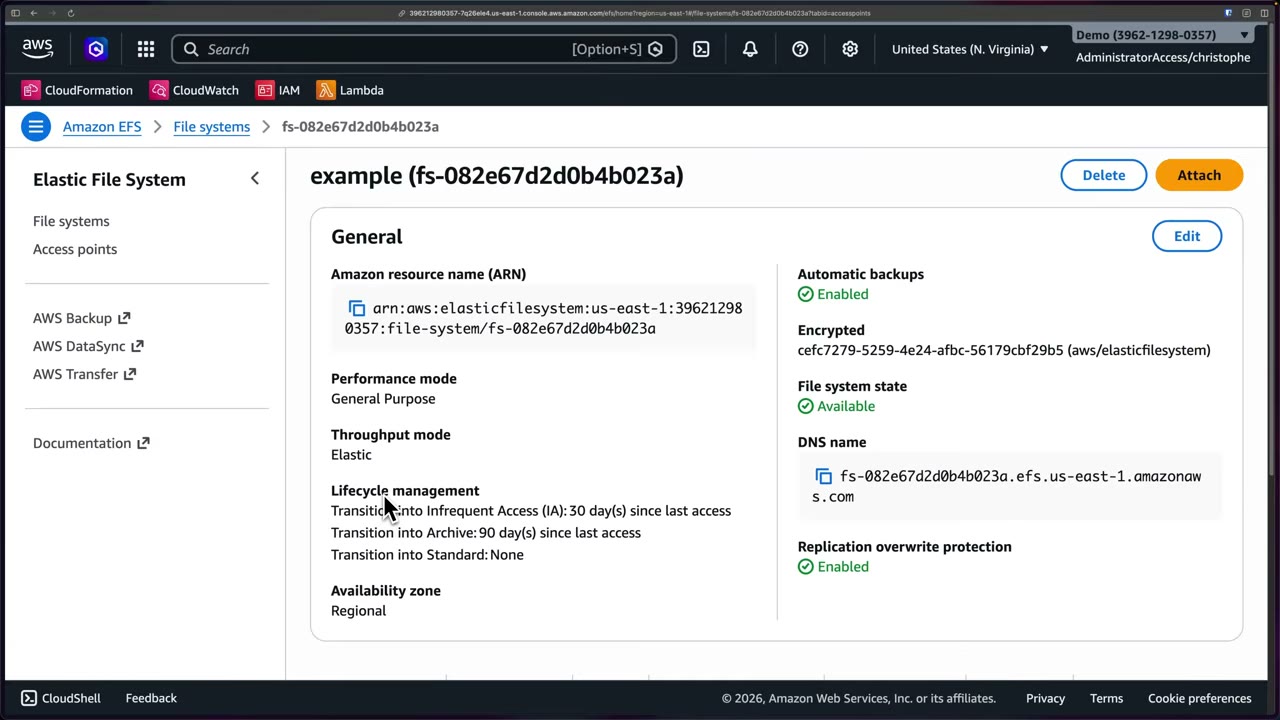 396212980357-7q26ele4.us-east-1.console.aws.amazon.com/efs/home?region=us-east-1#/file-systems/fs-082e67d2d0b4b023a?tabId=accesspoints
aws
Search
[Option+S]
United States (N. Virginia)
Demo (3962-1298-0357)
AdministratorAccess/christophe
CloudFormation
CloudWatch
IAM
Lambda
Amazon EFS
File systems
fs-082e67d2d0b4b023a
Elastic File System
File systems
Access points
AWS Backup
AWS DataSync
AWS Transfer
Documentation
example (fs-082e67d2d0b4b023a)
Delete
Attach
General
Edit
Amazon resource name (ARN)
arn:aws:elasticfilesystem:us-east-1:39621298
0357:file-system/fs-082e67d2d0b4b023a
Performance mode
General Purpose
Throughput mode
Elastic
Lifecycle management
Transition into Infrequent Access (IA): 30 day(s) since last access
Transition into Archive: 90 day(s) since last access
Transition into Standard: None
Availability zone
Regional
Automatic backups
Enabled
Encrypted
cefc7279-5259-4e24-afbc-56179cbf29b5 (aws/elasticfilesystem)
File system state
Available
DNS name
fs-082e67d2d0b4b023a.efs.us-east-1.amazonaw
s.com
Replication overwrite protection
Enabled
CloudShell
Feedback
© 2026, Amazon Web Services, Inc. or its affiliates.
Privacy
Terms
Cookie preferences